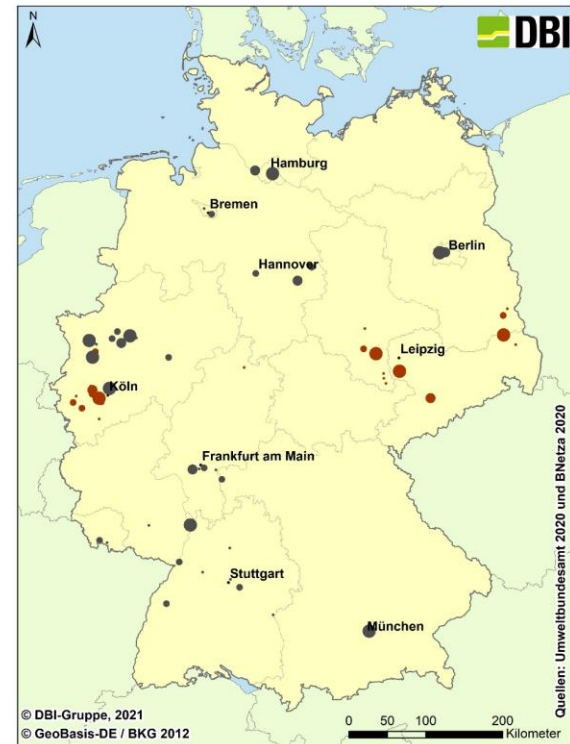 N
DBI
Hamburg
Bremen
Berlin
Hannover
Leipzig
Köln
Frankfurt am Main
Stuttgart
München
Quellen: Umweltbundesamt 2020 und BNetza 2020
© DBI-Gruppe, 2021
© GeoBasis-DE / BKG 2012
0 50 100 200
Kilometer